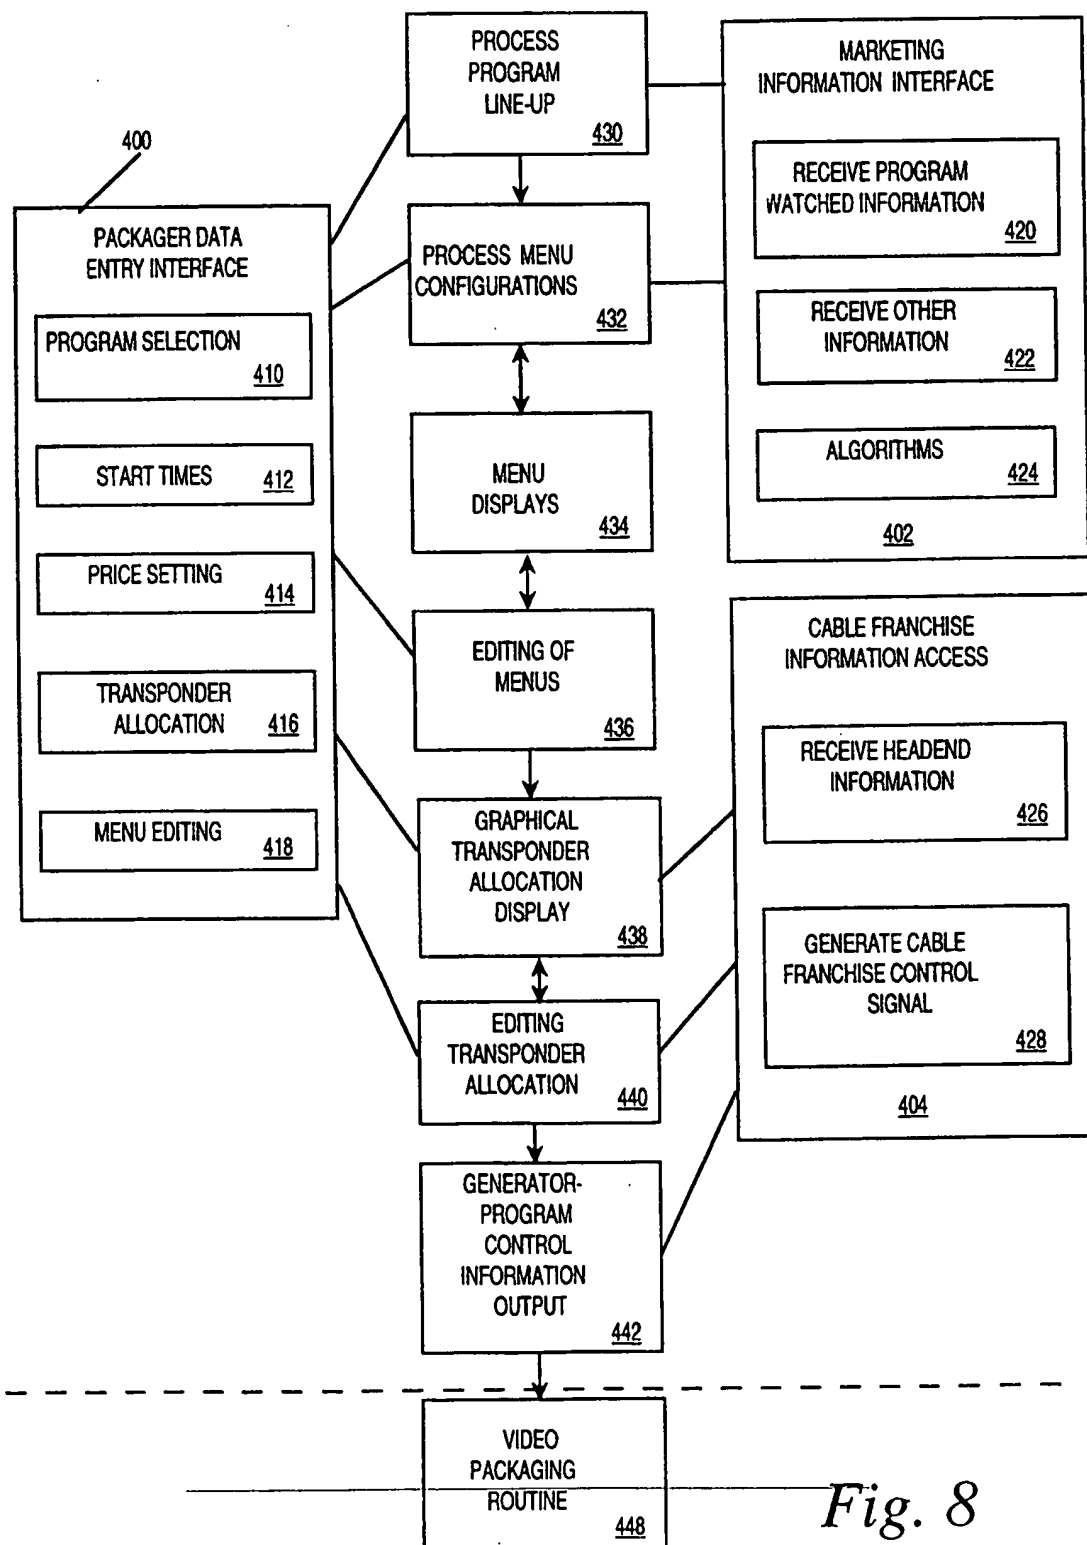 PROCESS
PROGRAM
LINE-UP
430
MARKETING
INFORMATION INTERFACE
RECEIVE PROGRAM
WATCHED INFORMATION
420
RECEIVE OTHER
INFORMATION
422
ALGORITHMS
424
402
400
PACKAGER DATA
ENTRY INTERFACE
PROGRAM SELECTION
410
START TIMES
412
PRICE SETTING
414
TRANSPONDER
ALLOCATION
416
MENU EDITING
418
PROCESS MENU
CONFIGURATIONS
432
MENU
DISPLAYS
434
EDITING OF
MENUS
436
GRAPHICAL
TRANSPONDER
ALLOCATION
DISPLAY
438
EDITING
TRANSPONDER
ALLOCATION
440
GENERATOR-
PROGRAM
CONTROL
INFORMATION
OUTPUT
442
CABLE FRANCHISE
INFORMATION ACCESS
RECEIVE HEADEND
INFORMATION
426
GENERATE CABLE
FRANCHISE CONTROL
SIGNAL
428
404
VIDEO
PACKAGING
ROUTINE
448
Fig. 8